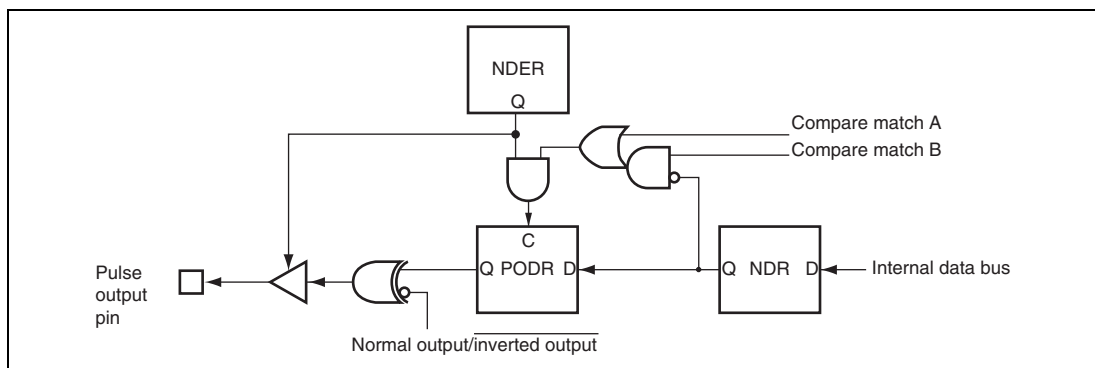 NDER
Q
Compare match A
Compare match B
C
Q PODR D
Q NDR D
Internal data bus
Pulse
output
pin
Normal output/inverted output